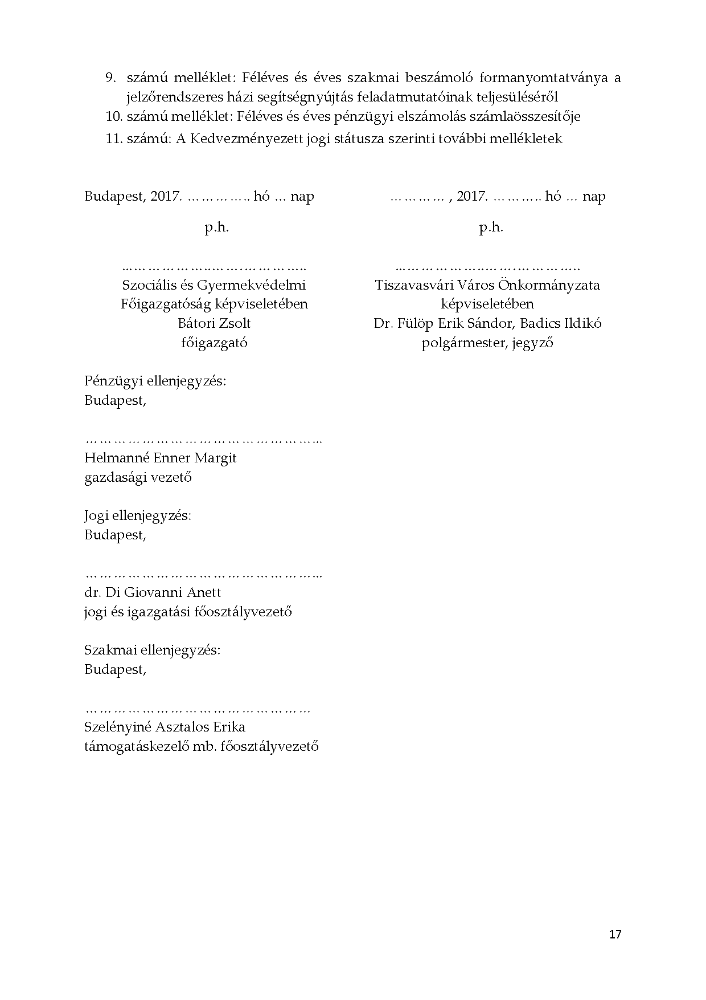 9. számú melléklet: Féléves és éves szakmai beszámoló formanyomtatványa a
jelzőrendszeres házi segítségnyújtás feladatmutatóinak teljesüléséről
10. számú melléklet: Féléves és éves pénzügyi elszámolás számlaösszesítője
11. számú: A Kedvezményezett jogi státusza szerinti további mellékletek
Budapest, 2017. ………….. hó … nap ………… , 2017. ……….. hó … nap
p.h. p.h.
...……………..…….………….. ...……………..…….…………..
Szociális és Gyermekvédelmi Tiszavasvári Város Önkormányzata
Főigazgatóság képviseletében képviseletében
Bátori Zsolt Dr. Fülöp Erik Sándor, Badics Ildikó
főigazgató polgármester, jegyző
Pénzügyi ellenjegyzés:
Budapest,
…………………………………………...
Helmanné Enner Margit
gazdasági vezető
Jogi ellenjegyzés:
Budapest,
…………………………………………...
dr. Di Giovanni Anett
jogi és igazgatási főosztályvezető
Szakmai ellenjegyzés:
Budapest,
…………………………………………
Szelényiné Asztalos Erika
támogatáskezelő mb. főosztályvezető
17